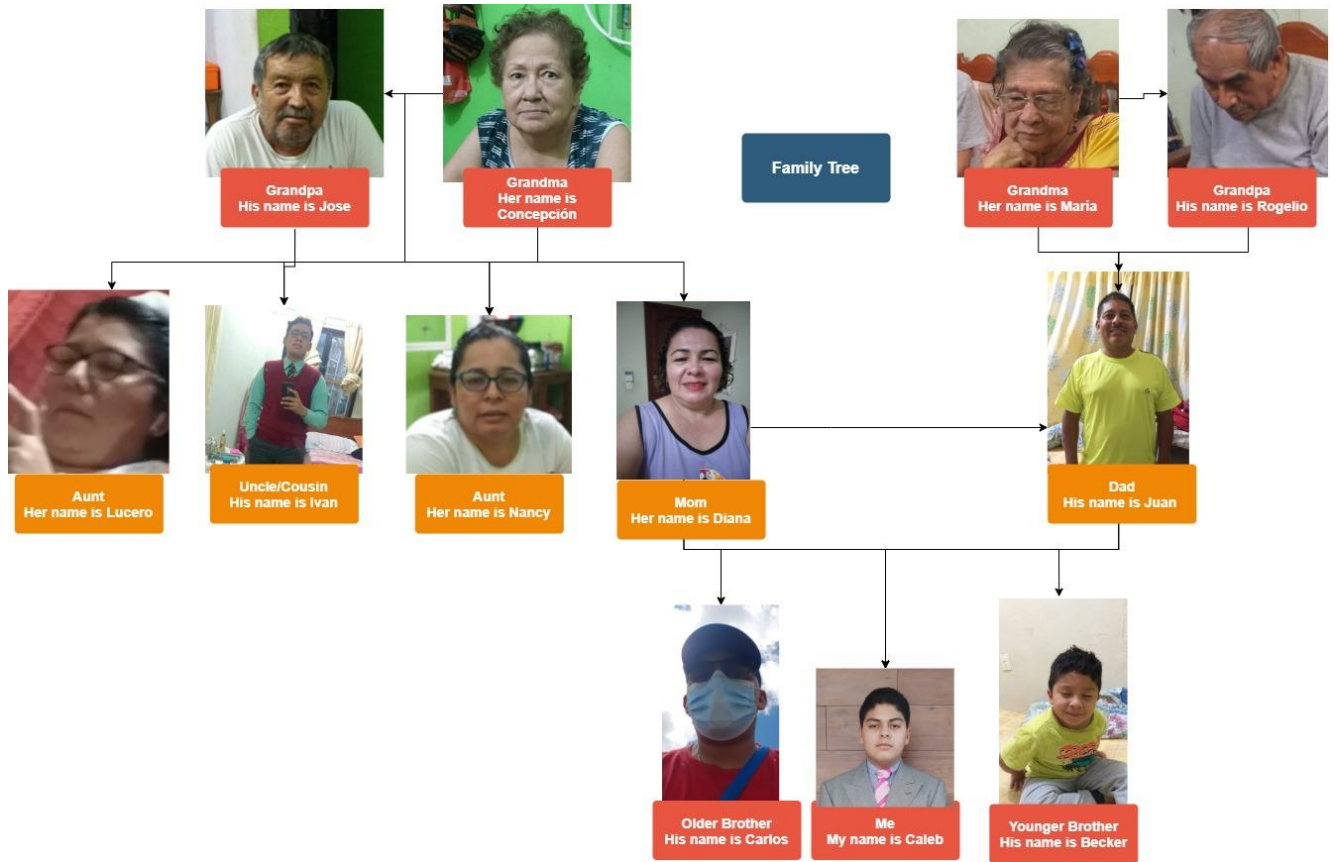 Family Tree
Grandpa
His name is Jose
Grandma
Her name is
Concepción
Grandma
Her name is María
Grandpa
His name is Rogelio
Aunt
Her name is Lucero
Uncle/Cousin
His name is Ivan
Aunt
Her name is Nancy
Mom
Her name is Diana
Dad
His name is Juan
Older Brother
His name is Carlos
Me
My name is Caleb
Younger Brother
His name is Becker